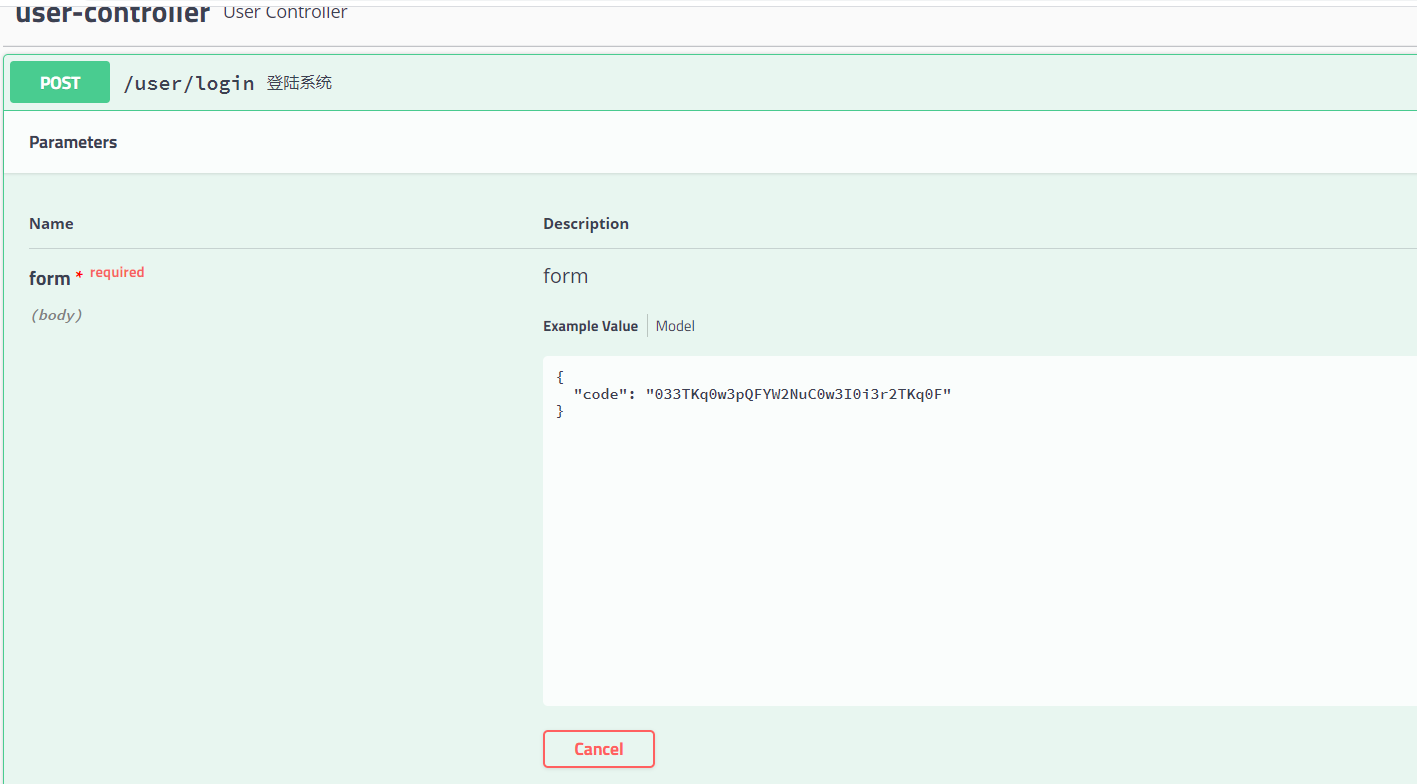 user-controller User Controller
POST /user/login 登陆系统
Parameters
Name Description
form * required form
(body)
Example Value Model
{
"code": "033TKq0w3pQFYW2NuC0w3I0i3r2TKq0F"
}
Cancel